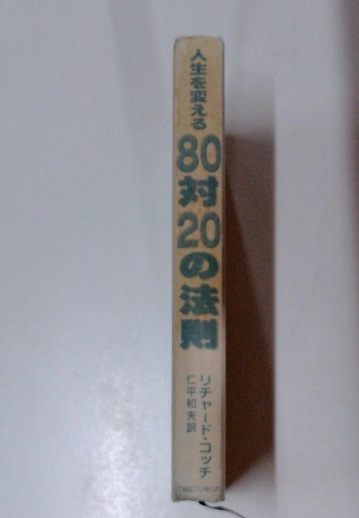 人生を変える
80対20の法則
リチャード・コッチ
仁平和夫訳